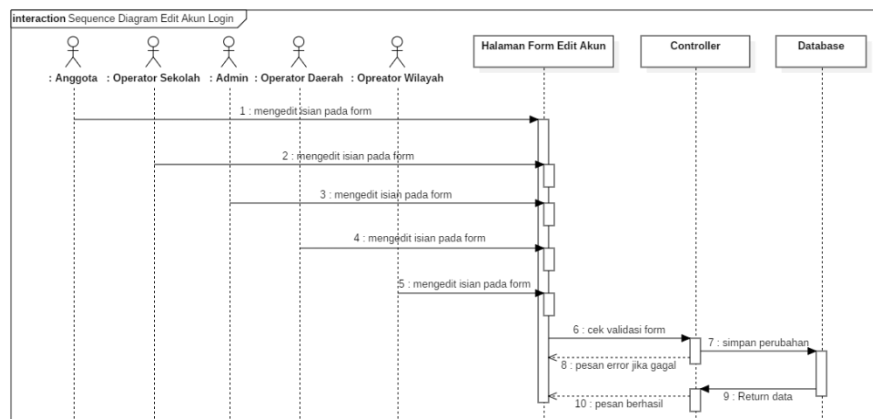 interaction Sequence Diagram Edit Akun Login
: Anggota
: Operator Sekolah
: Admin
: Operator Daerah
: Opreator Wilayah
Halaman Form Edit Akun
Controller
Database
1 : mengedit isian pada form
2 : mengedit isian pada form
3 : mengedit isian pada form
4 : mengedit isian pada form
5 : mengedit isian pada form
6 : cek validasi form
7 : simpan perubahan
8 : pesan error jika gagal
9 : Return data
10 : pesan berhasil